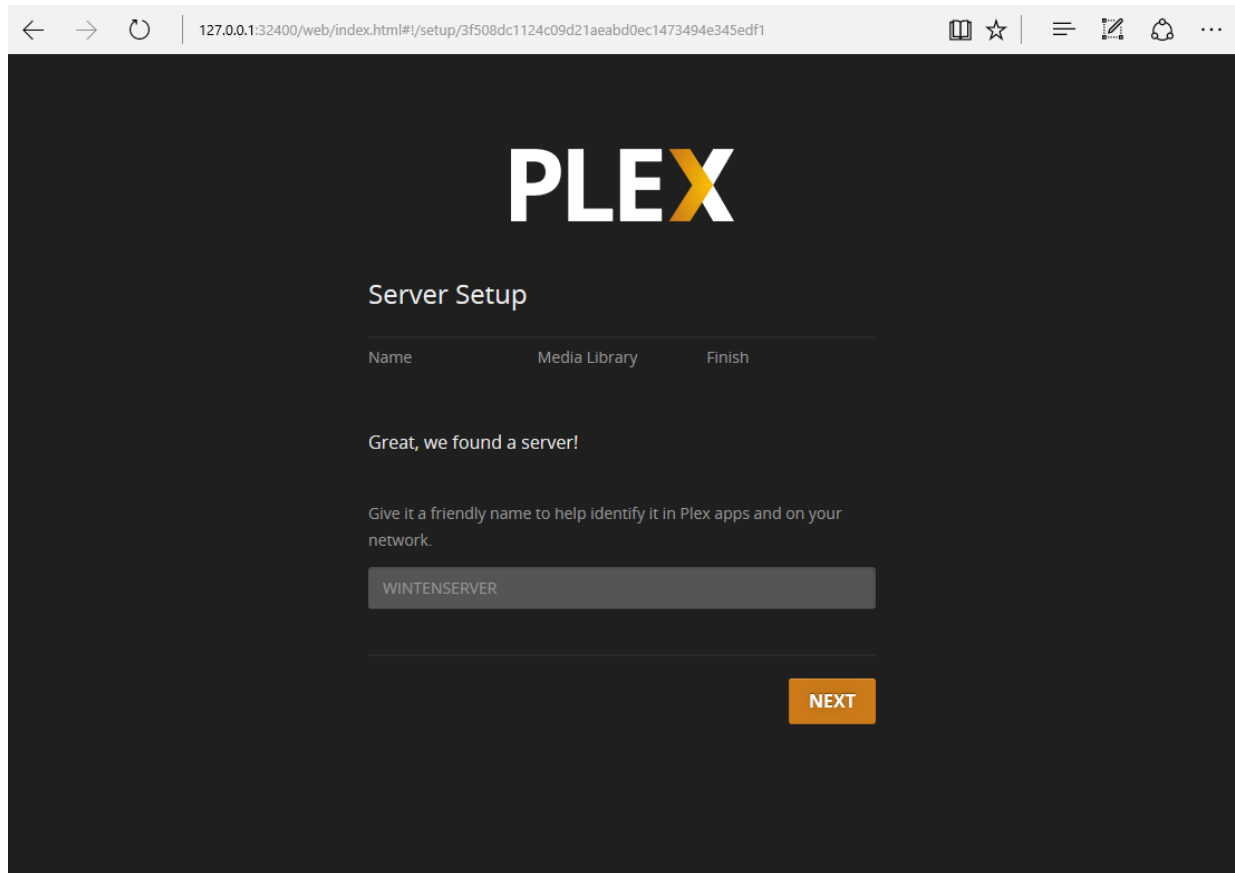 127.0.0.1:32400/web/index.html#!/setup/3f508dc1124c09d21aeabd0ec1473494e345edf1
PLEX
Server Setup
Name Media Library Finish
Great, we found a server!
Give it a friendly name to help identify it in Plex apps and on your
network.
WINTENSERVER
NEXT